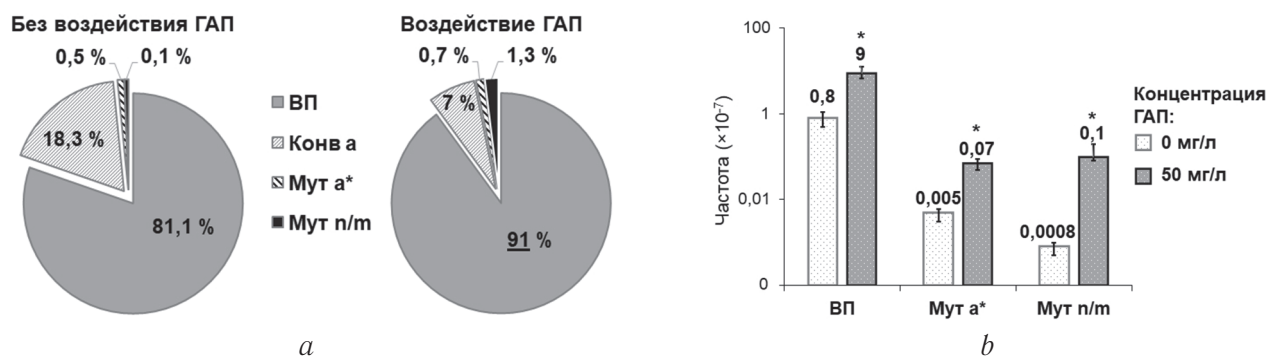 Без воздействия ГАП
0,5 %
0,1 %
18,3 %
81,1 %
ВП
Конв a
Мут a*
Мут n/m
Воздействие ГАП
0,7 %
1,3 %
7 %
91 %
a
Частота (×10⁻⁷)
100
1
0,01
0
0,8
*
9
0,005
*
0,07
0,0008
*
0,1
ВП
Мут a*
Мут n/m
Концентрация
ГАП:
0 мг/л
50 мг/л
b